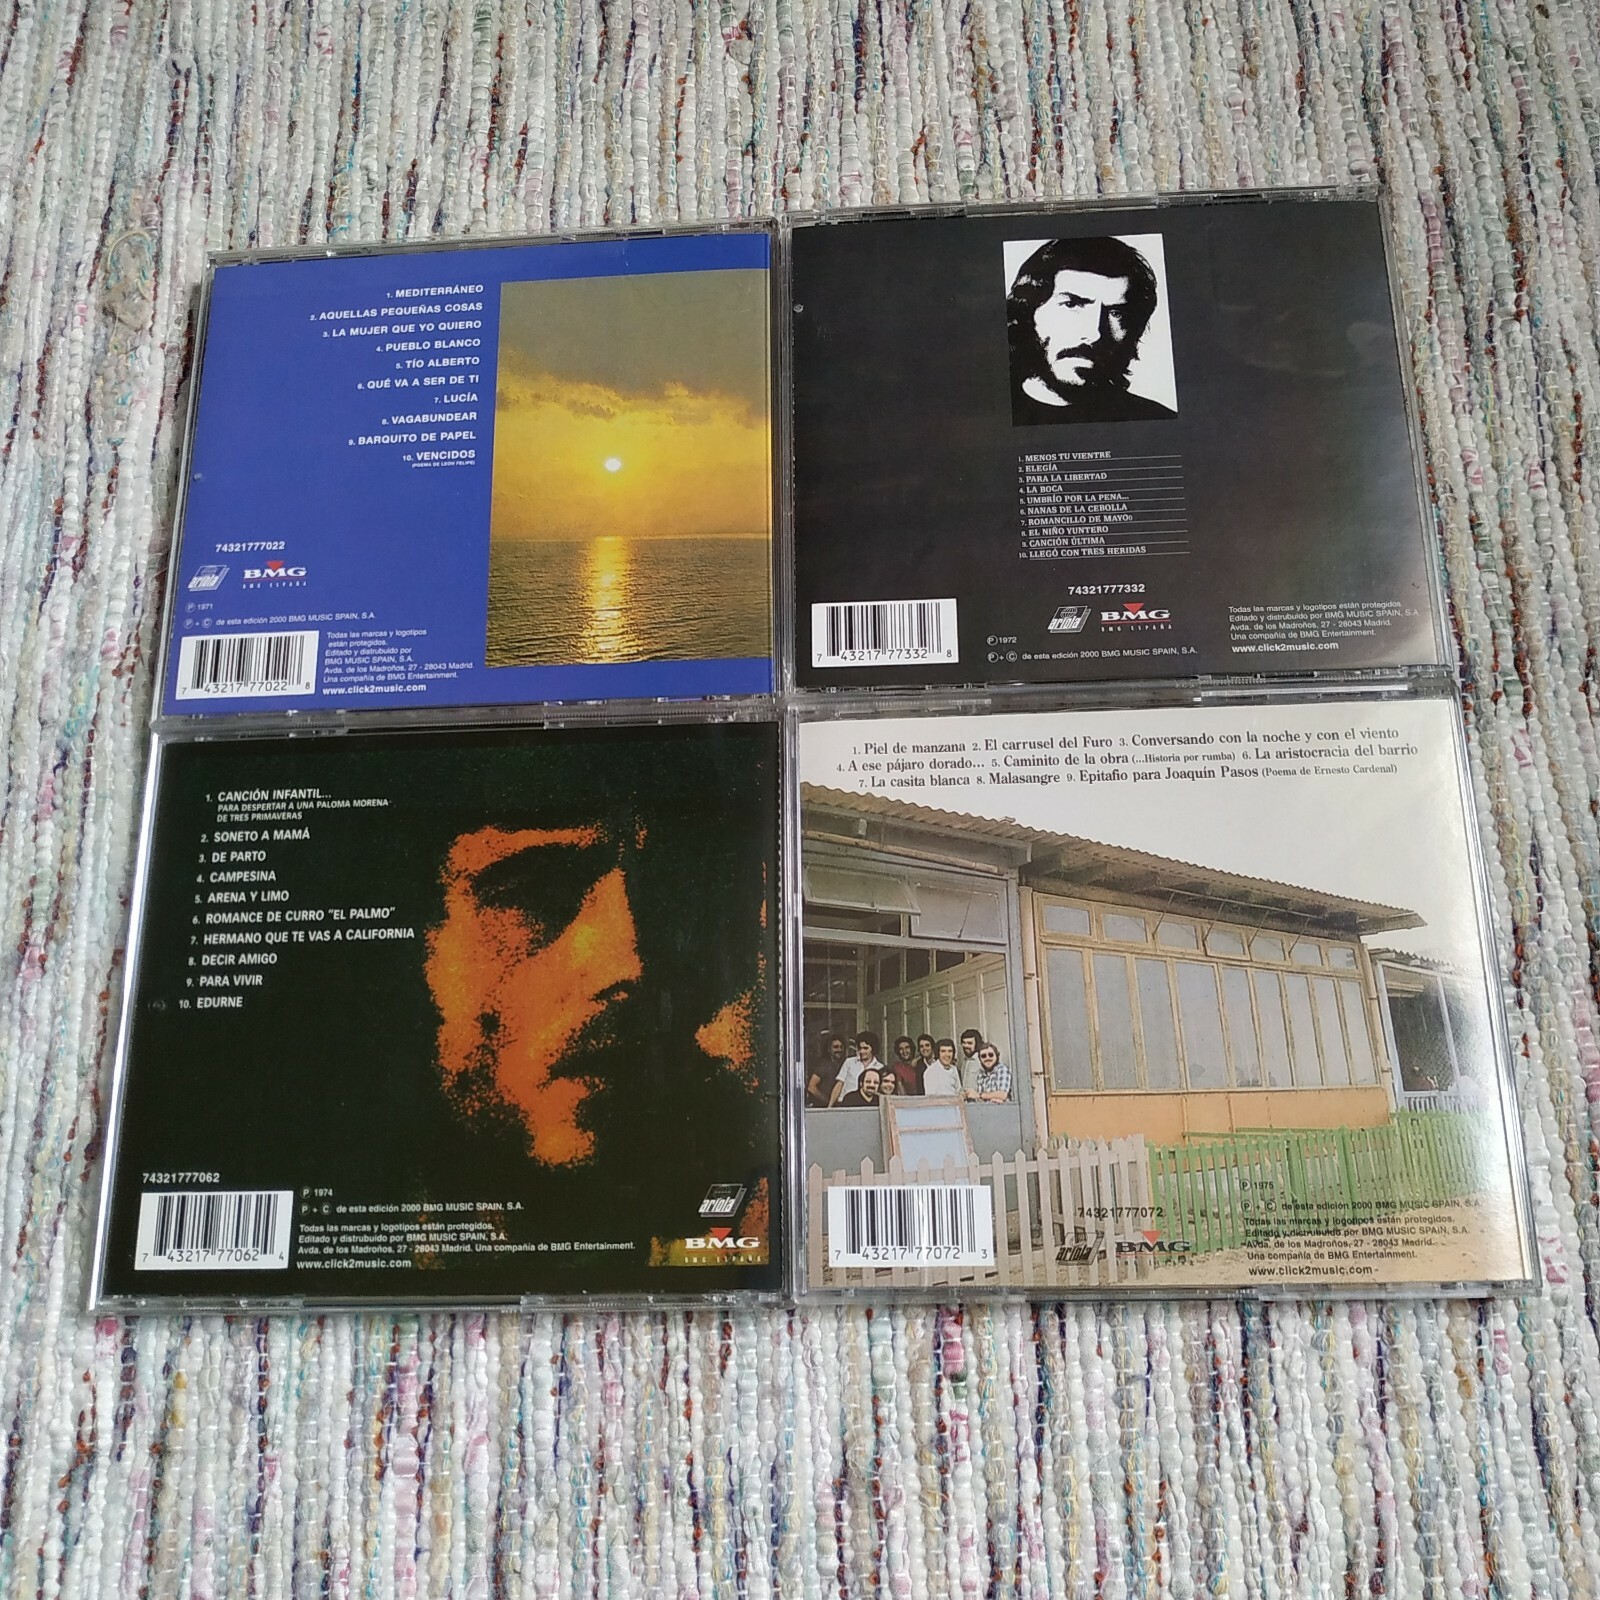 1. MEDITERRÁNEO
2. AQUELLAS PEQUEÑAS COSAS
3. LA MUJER QUE YO QUIERO
4. PUEBLO BLANCO
5. TÍO ALBERTO
6. QUÉ VA A SER DE TI
7. LUCÍA
8. VAGABUNDEAR
9. BARQUITO DE PAPEL
10. VENCIDOS
(POEMA DE LEON FELIPE)
74321777022
ariola
BMG
BMG ESPAÑA
℗ 1971
℗ + © de esta edición 2000 BMG MUSIC SPAIN, S.A.
Todas las marcas y logotipos
están protegidos.
Editado y distrubuido por
BMG MUSIC SPAIN, S.A.
Avda. de los Madroños, 27 - 28043 Madrid.
Una compañía de BMG Entertainment.
www.click2music.com
7 43217 77022 8
1. MENOS TU VIENTRE
2. ELEGÍA
3. PARA LA LIBERTAD
4. LA BOCA
5. UMBRÍO POR LA PENA...
6. NANAS DE LA CEBOLLA
7. ROMANCILLO DE MAYO
8. EL NIÑO YUNTERO
9. CANCIÓN ÚLTIMA
10. LLEGÓ CON TRES HERIDAS
74321777332
ariola
BMG
BMG ESPAÑA
℗ 1972
℗ + © de esta edición 2000 BMG MUSIC SPAIN, S.A.
Todas las marcas y logotipos están protegidos.
Editado y distrubuido por BMG MUSIC SPAIN, S.A.
Avda. de los Madroños, 27 - 28043 Madrid.
Una compañía de BMG Entertainment.
www.click2music.com
7 43217 77332 8
1. CANCIÓN INFANTIL...
PARA DESPERTAR A UNA PALOMA MORENA
DE TRES PRIMAVERAS
2. SONETO A MAMÁ
3. DE PARTO
4. CAMPESINA
5. ARENA Y LIMO
6. ROMANCE DE CURRO "EL PALMO"
7. HERMANO QUE TE VAS A CALIFORNIA
8. DECIR AMIGO
9. PARA VIVIR
10. EDURNE
74321777062
℗ 1974
℗ + © de esta edición 2000 BMG MUSIC SPAIN, S.A.
Todas las marcas y logotipos están protegidos.
Editado y distrubuido por BMG MUSIC SPAIN, S.A.
Avda. de los Madroños, 27 - 28043 Madrid. Una compañía de BMG Entertainment.
www.click2music.com
7 43217 77062 4
ariola
BMG
BMG ESPAÑA
1. Piel de manzana 2. El carrusel del Furo 3. Conversando con la noche y con el viento
4. A ese pájaro dorado... 5. Caminito de la obra (...Historia por rumba) 6. La aristocracia del barrio
7. La casita blanca 8. Malasangre 9. Epitafio para Joaquín Pasos (Poema de Ernesto Cardenal)
74321777072
ariola
BMG
BMG ESPAÑA
℗ 1975
℗ + © de esta edición 2000 BMG MUSIC SPAIN, S.A.
Todas las marcas y logotipos están protegidos.
Editado y distrubuido por BMG MUSIC SPAIN, S.A.
Avda. de los Madroños, 27 - 28043 Madrid.
Una compañía de BMG Entertainment.
www.click2music.com
7 43217 77072 3